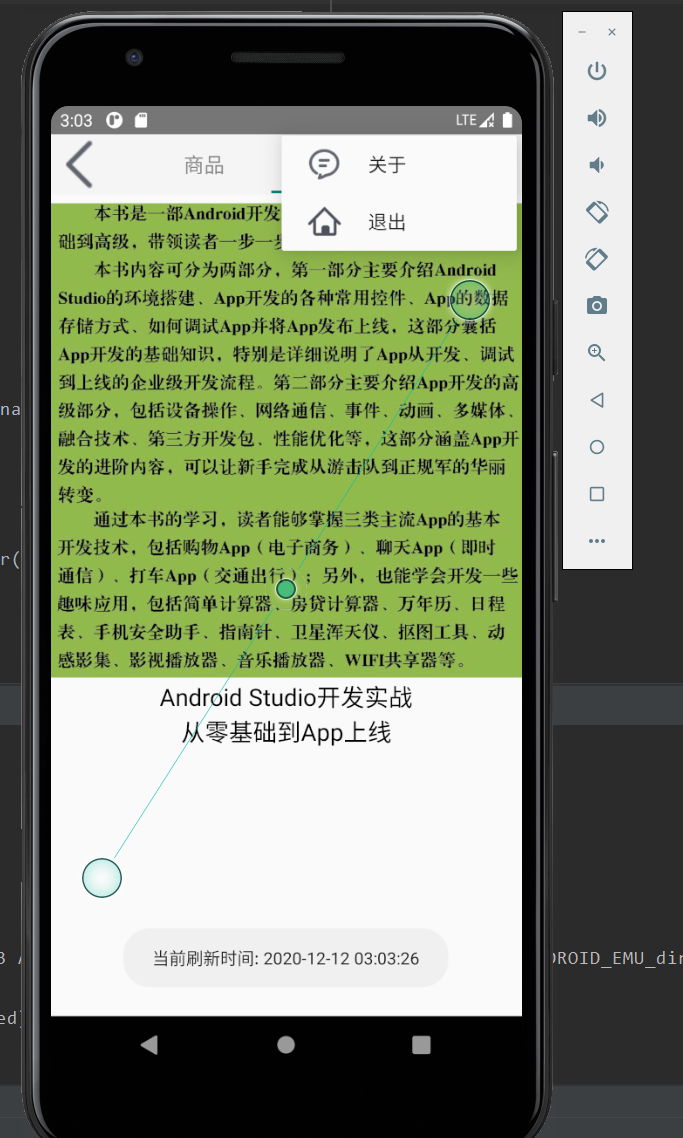 3:03
LTE
商品
关于
退出
本书是一部Android开发
础到高级，带领读者一步一步
本书内容可分为两部分，第一部分主要介绍Android
Studio的环境搭建、App开发的各种常用控件、App的数据
存储方式、如何调试App并将App发布上线，这部分囊括
App开发的基础知识，特别是详细说明了App从开发、调试
到上线的企业级开发流程。第二部分主要介绍App开发的高
级部分，包括设备操作、网络通信、事件、动画、多媒体、
融合技术、第三方开发包、性能优化等，这部分涵盖App开
发的进阶内容，可以让新手完成从游击队到正规军的华丽
转变。
通过本书的学习，读者能够掌握三类主流App的基本
开发技术，包括购物App（电子商务）、聊天App（即时
通信）、打车App（交通出行）；另外，也能学会开发一些
趣味应用，包括简单计算器、房贷计算器、万年历、日程
表、手机安全助手、指南针、卫星浑天仪、抠图工具、动
感影集、影视播放器、音乐播放器、WIFI共享器等。
Android Studio开发实战
从零基础到App上线
当前刷新时间: 2020-12-12 03:03:26
na
r(
3 A
DROID_EMU_dir
ed)